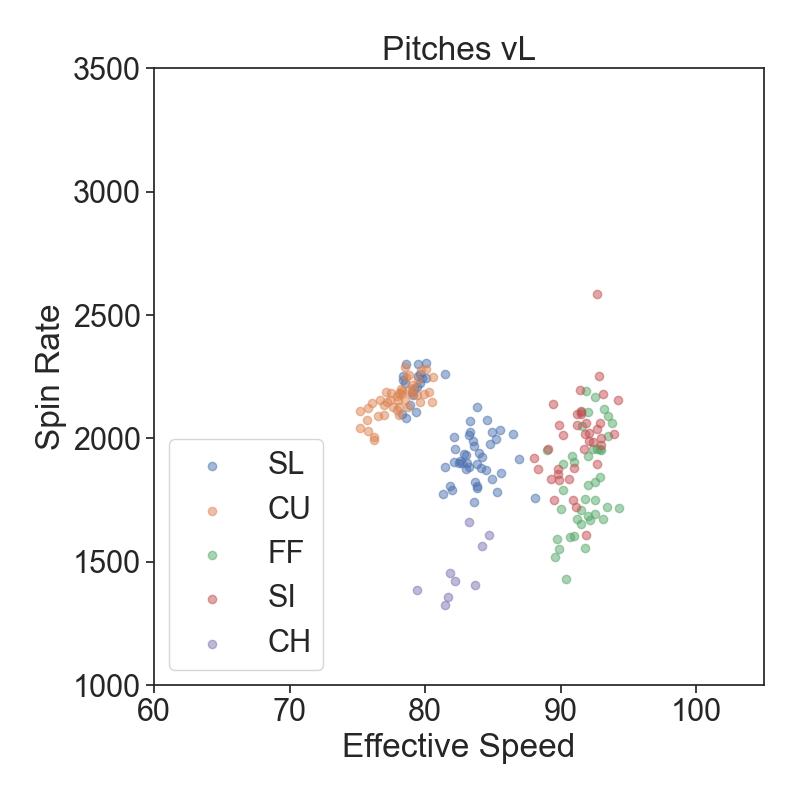 Pitches vL
3500
3000
2500
2000
1500
1000
Spin Rate
SL
CU
FF
SI
CH
60 70 80 90 100
Effective Speed